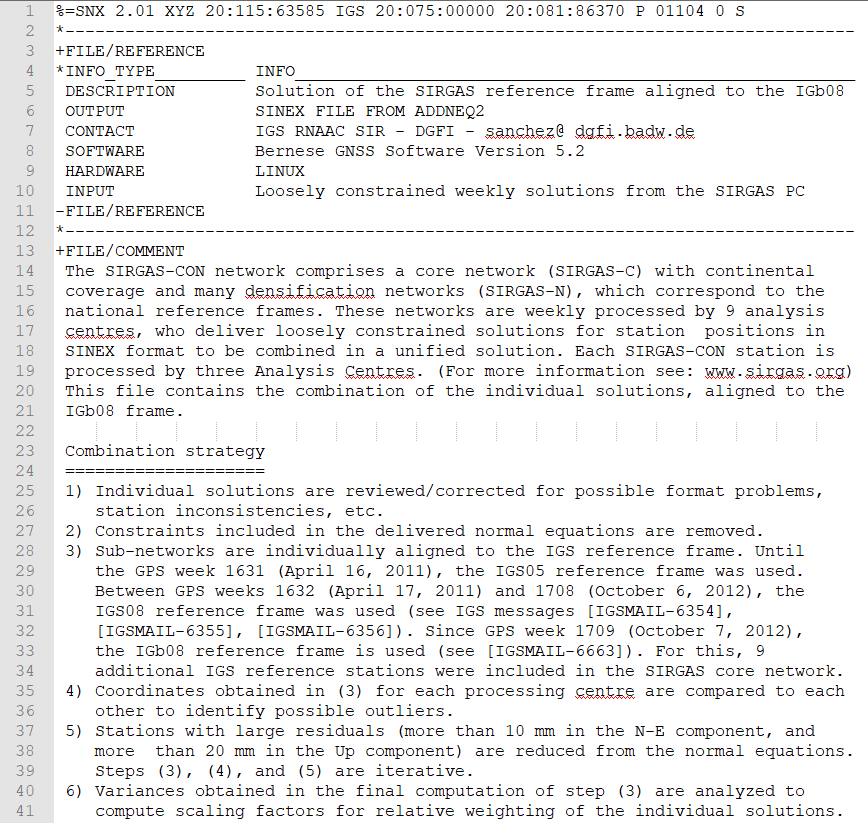 1 %=SNX 2.01 XYZ 20:115:63585 IGS 20:075:00000 20:081:86370 P 01104 0 S
2 *-------------------------------------------------------------------------------
3 +FILE/REFERENCE
4 *INFO_TYPE_________ INFO________________________________________________________
5 DESCRIPTION Solution of the SIRGAS reference frame aligned to the IGb08
6 OUTPUT SINEX FILE FROM ADDNEQ2
7 CONTACT IGS RNAAC SIR - DGFI - sanchez@ dgfi.badw.de
8 SOFTWARE Bernese GNSS Software Version 5.2
9 HARDWARE LINUX
10 INPUT Loosely constrained weekly solutions from the SIRGAS PC
11 -FILE/REFERENCE
12 *-------------------------------------------------------------------------------
13 +FILE/COMMENT
14 The SIRGAS-CON network comprises a core network (SIRGAS-C) with continental
15 coverage and many densification networks (SIRGAS-N), which correspond to the
16 national reference frames. These networks are weekly processed by 9 analysis
17 centres, who deliver loosely constrained solutions for station  positions in
18 SINEX format to be combined in a unified solution. Each SIRGAS-CON station is
19 processed by three Analysis Centres. (For more information see: www.sirgas.org)
20 This file contains the combination of the individual solutions, aligned to the
21 IGb08 frame.
22
23 Combination strategy
24 ====================
25 1) Individual solutions are reviewed/corrected for possible format problems,
26 station inconsistencies, etc.
27 2) Constraints included in the delivered normal equations are removed.
28 3) Sub-networks are individually aligned to the IGS reference frame. Until
29 the GPS week 1631 (April 16, 2011), the IGS05 reference frame was used.
30 Between GPS weeks 1632 (April 17, 2011) and 1708 (October 6, 2012), the
31 IGS08 reference frame was used (see IGS messages [IGSMAIL-6354],
32 [IGSMAIL-6355], [IGSMAIL-6356]). Since GPS week 1709 (October 7, 2012),
33 the IGb08 reference frame is used (see [IGSMAIL-6663]). For this, 9
34 additional IGS reference stations were included in the SIRGAS core network.
35 4) Coordinates obtained in (3) for each processing centre are compared to each
36 other to identify possible outliers.
37 5) Stations with large residuals (more than 10 mm in the N-E component, and
38 more  than 20 mm in the Up component) are reduced from the normal equations.
39 Steps (3), (4), and (5) are iterative.
40 6) Variances obtained in the final computation of step (3) are analyzed to
41 compute scaling factors for relative weighting of the individual solutions.